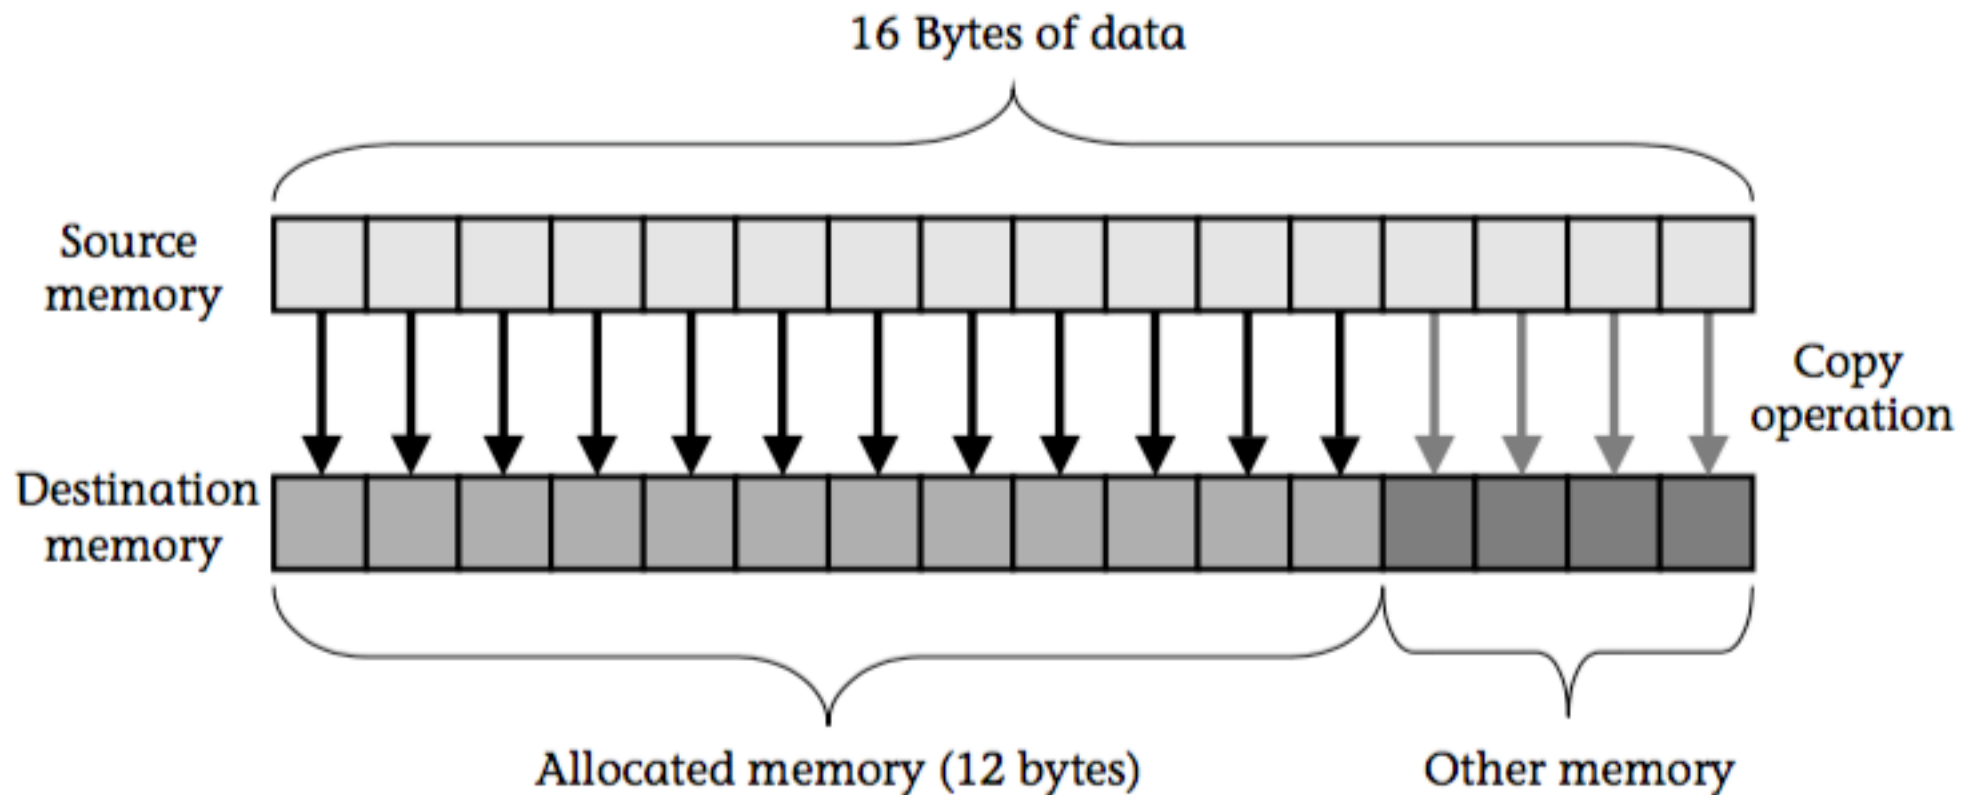 16 Bytes of data
Source
memory
Copy
operation
Destination
memory
Allocated memory (12 bytes)
Other memory